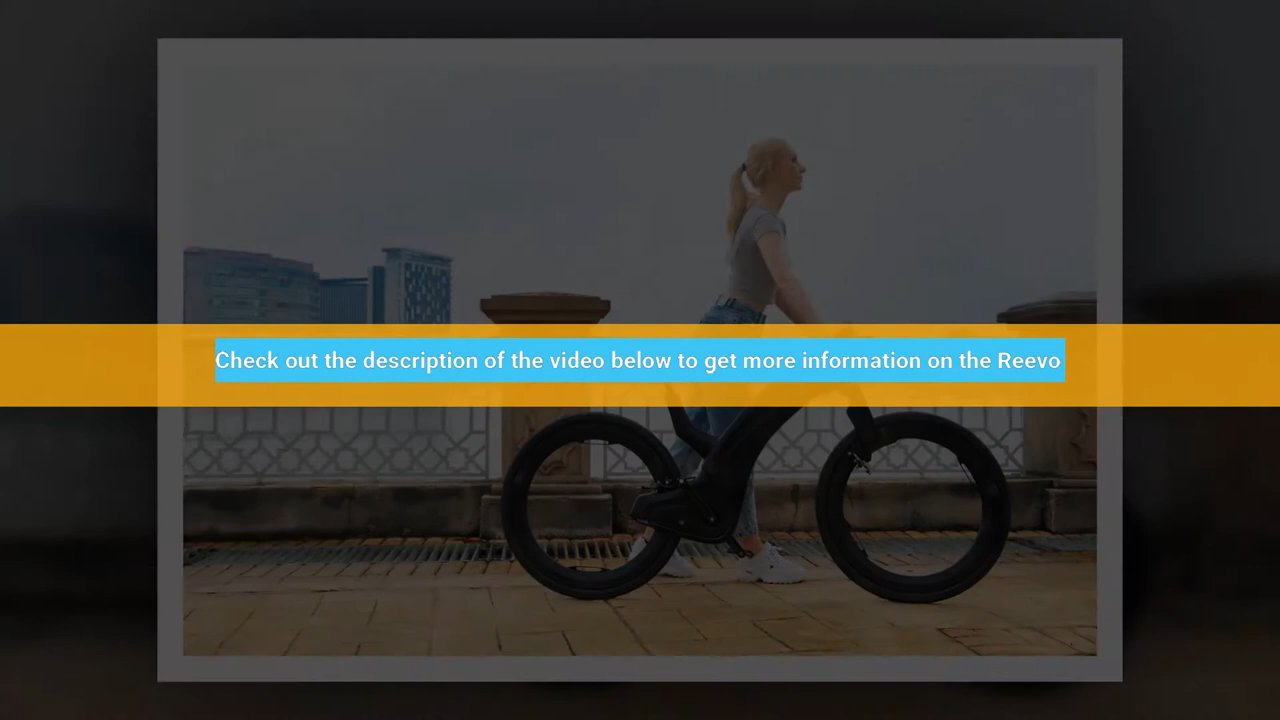 Check out the description of the video below to get more information on the Reevo